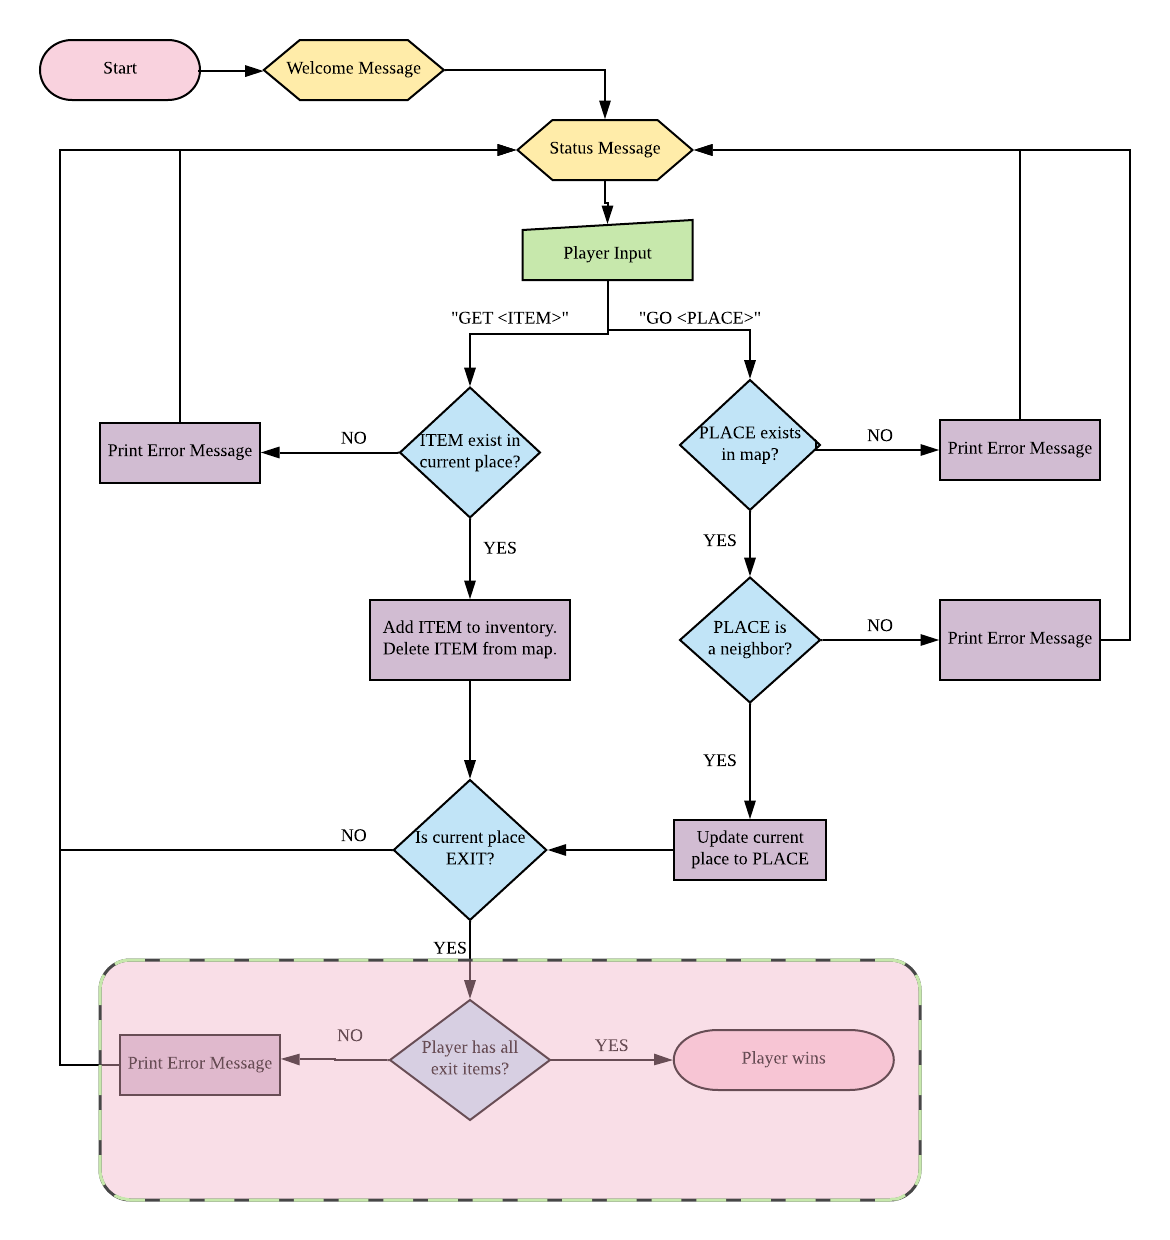 Start
Welcome Message
Status Message
Player Input
"GET <ITEM>"
"GO <PLACE>"
NO
Print Error Message
ITEM exist in
current place?
PLACE exists
in map?
NO
Print Error Message
YES
YES
Add ITEM to inventory.
Delete ITEM from map.
PLACE is
a neighbor?
NO
Print Error Message
YES
NO
Is current place
EXIT?
Update current
place to PLACE
YES
NO
Print Error Message
Player has all
exit items?
YES
Player wins